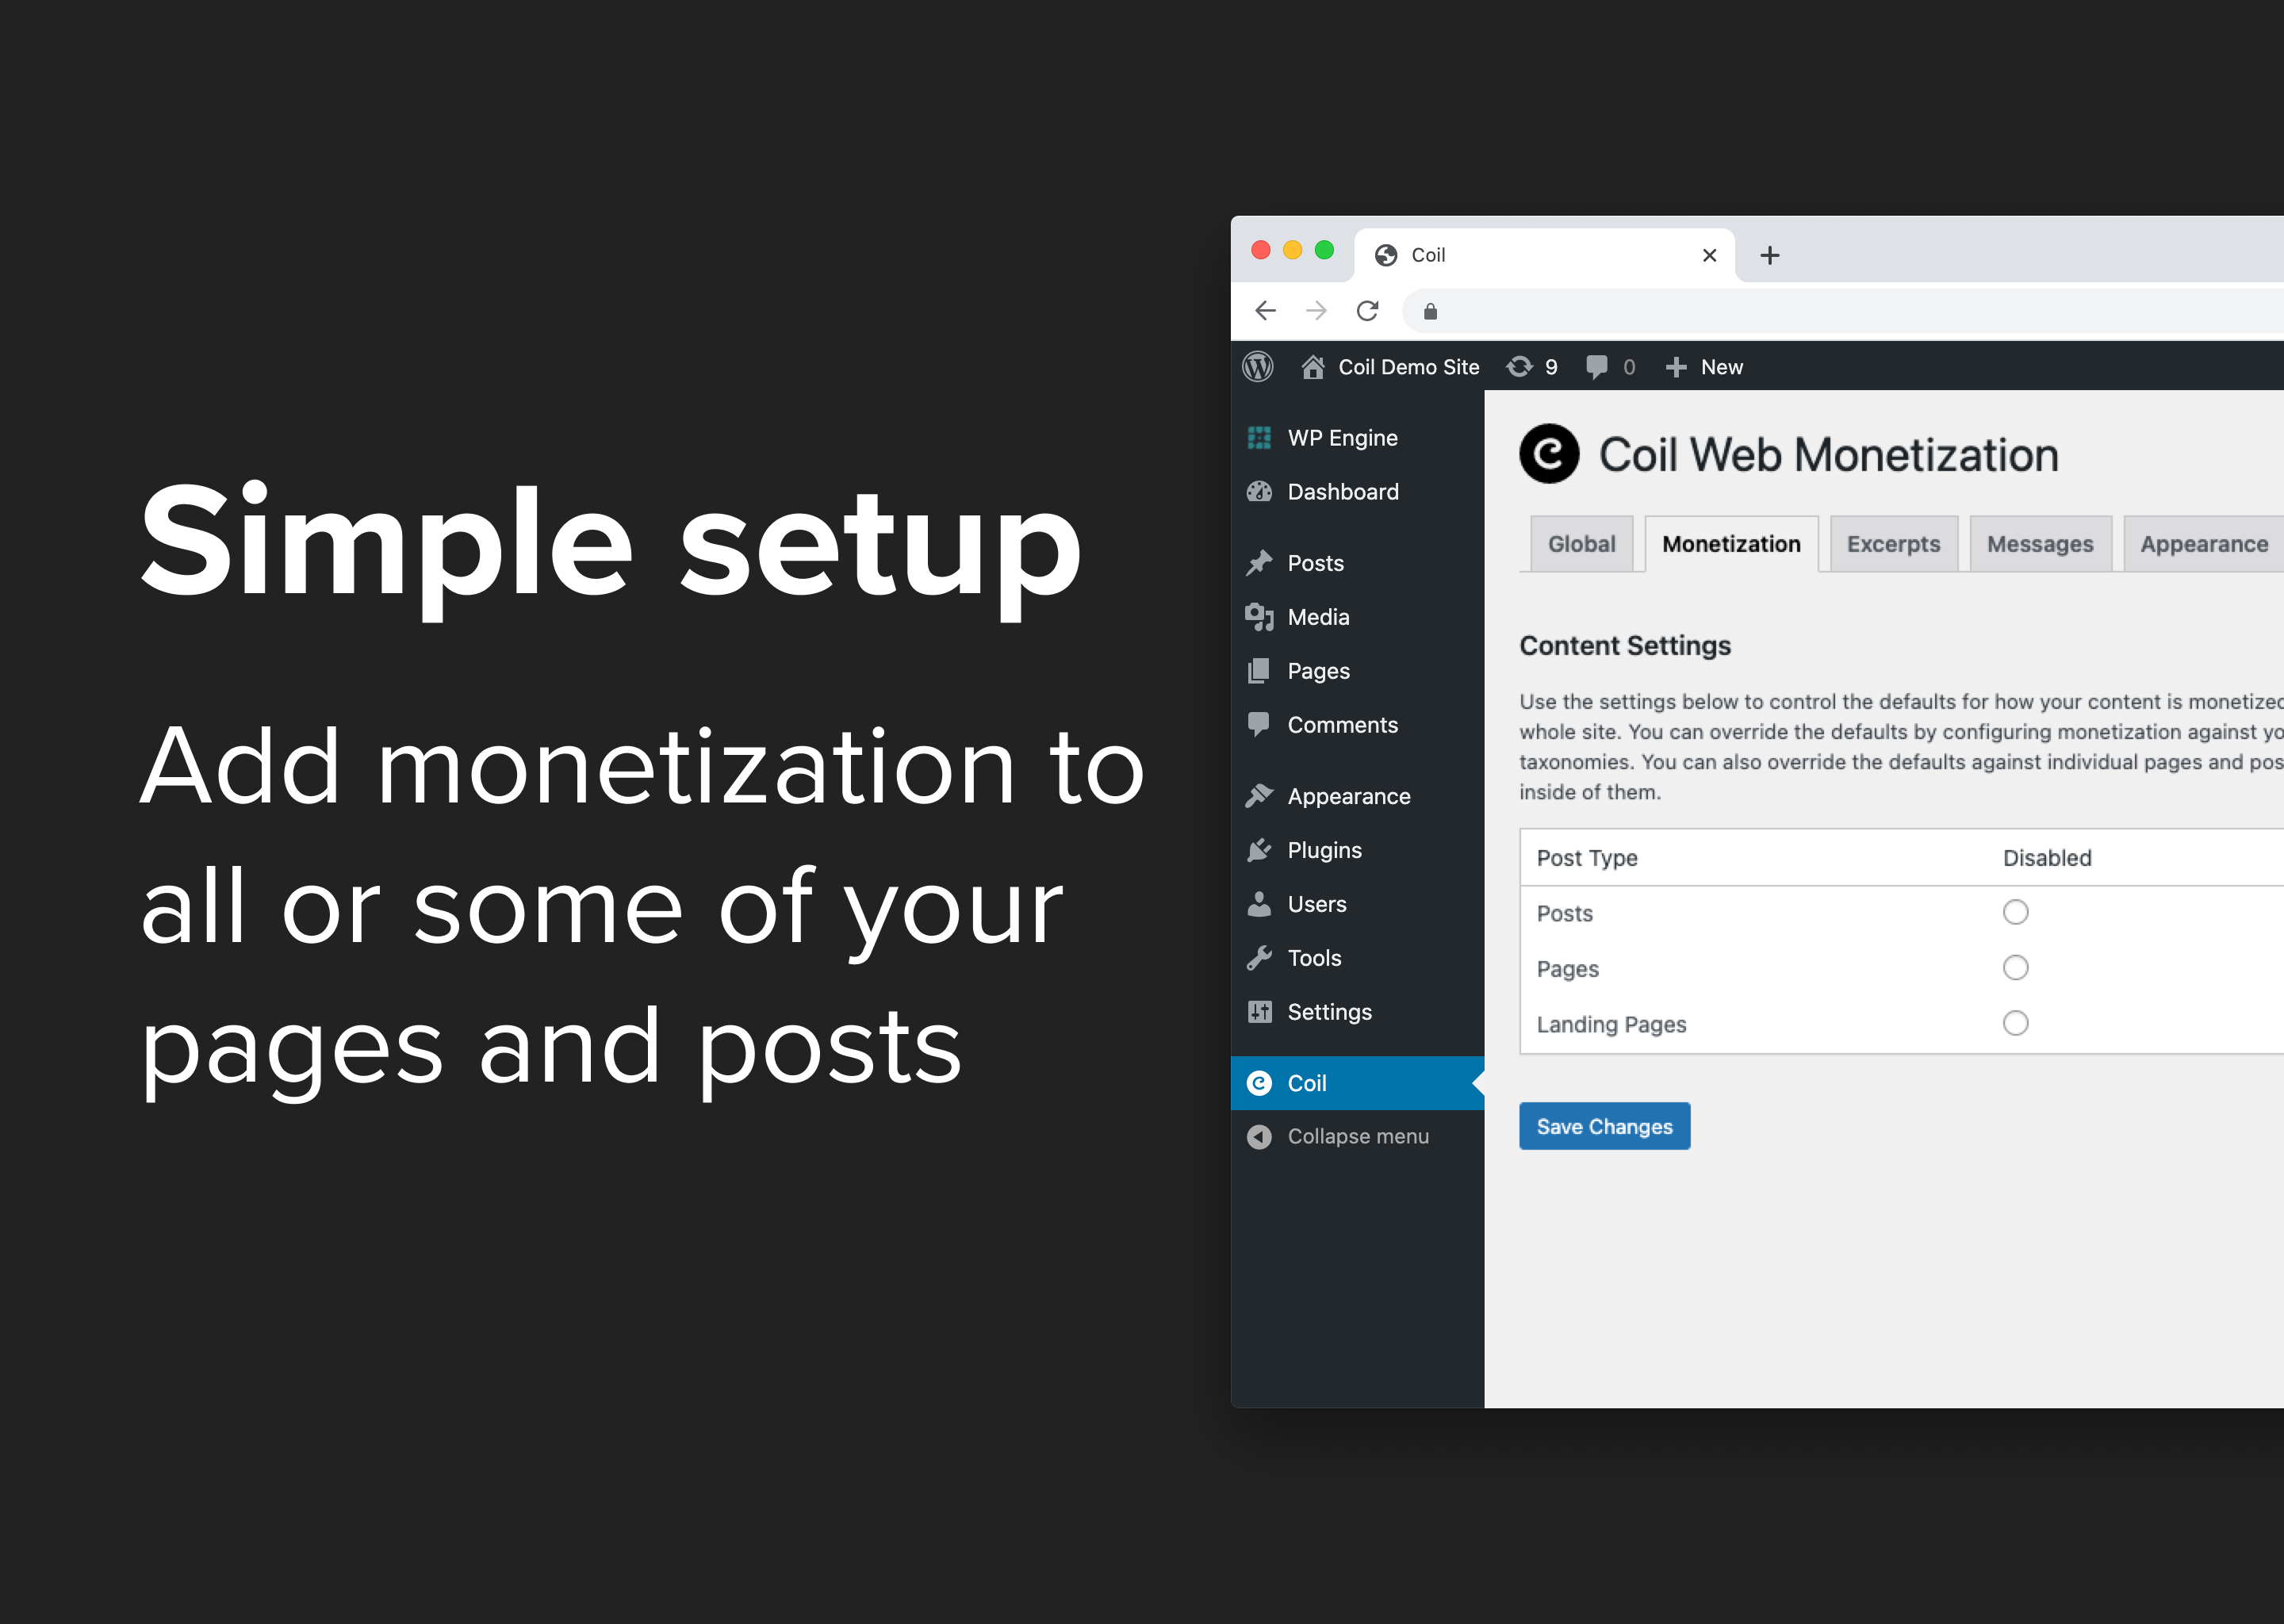 Simple setup
Add monetization to
all or some of your
pages and posts
Coil
Coil Demo Site 9 0 New
WP Engine
Dashboard
Posts
Media
Pages
Comments
Appearance
Plugins
Users
Tools
Settings
Coil
Collapse menu
Coil Web Monetization
Global Monetization Excerpts Messages Appearance
Content Settings
Use the settings below to control the defaults for how your content is monetized
whole site. You can override the defaults by configuring monetization against
taxonomies. You can also override the defaults against individual pages and
inside of them.
Post Type Disabled
Posts
Pages
Landing Pages
Save Changes